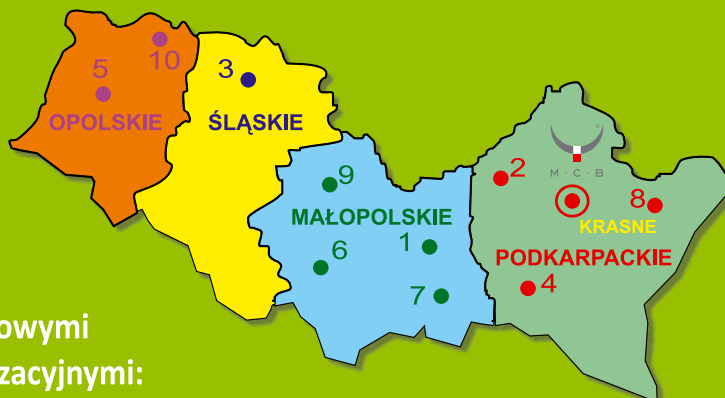 10
5
3
OPOLSKIE
ŚLĄSKIE
M·C·B
2
9
8
MAŁOPOLSKIE
KRASNE
1
6
PODKARPACKIE
4
7
owymi
zacyjnymi: